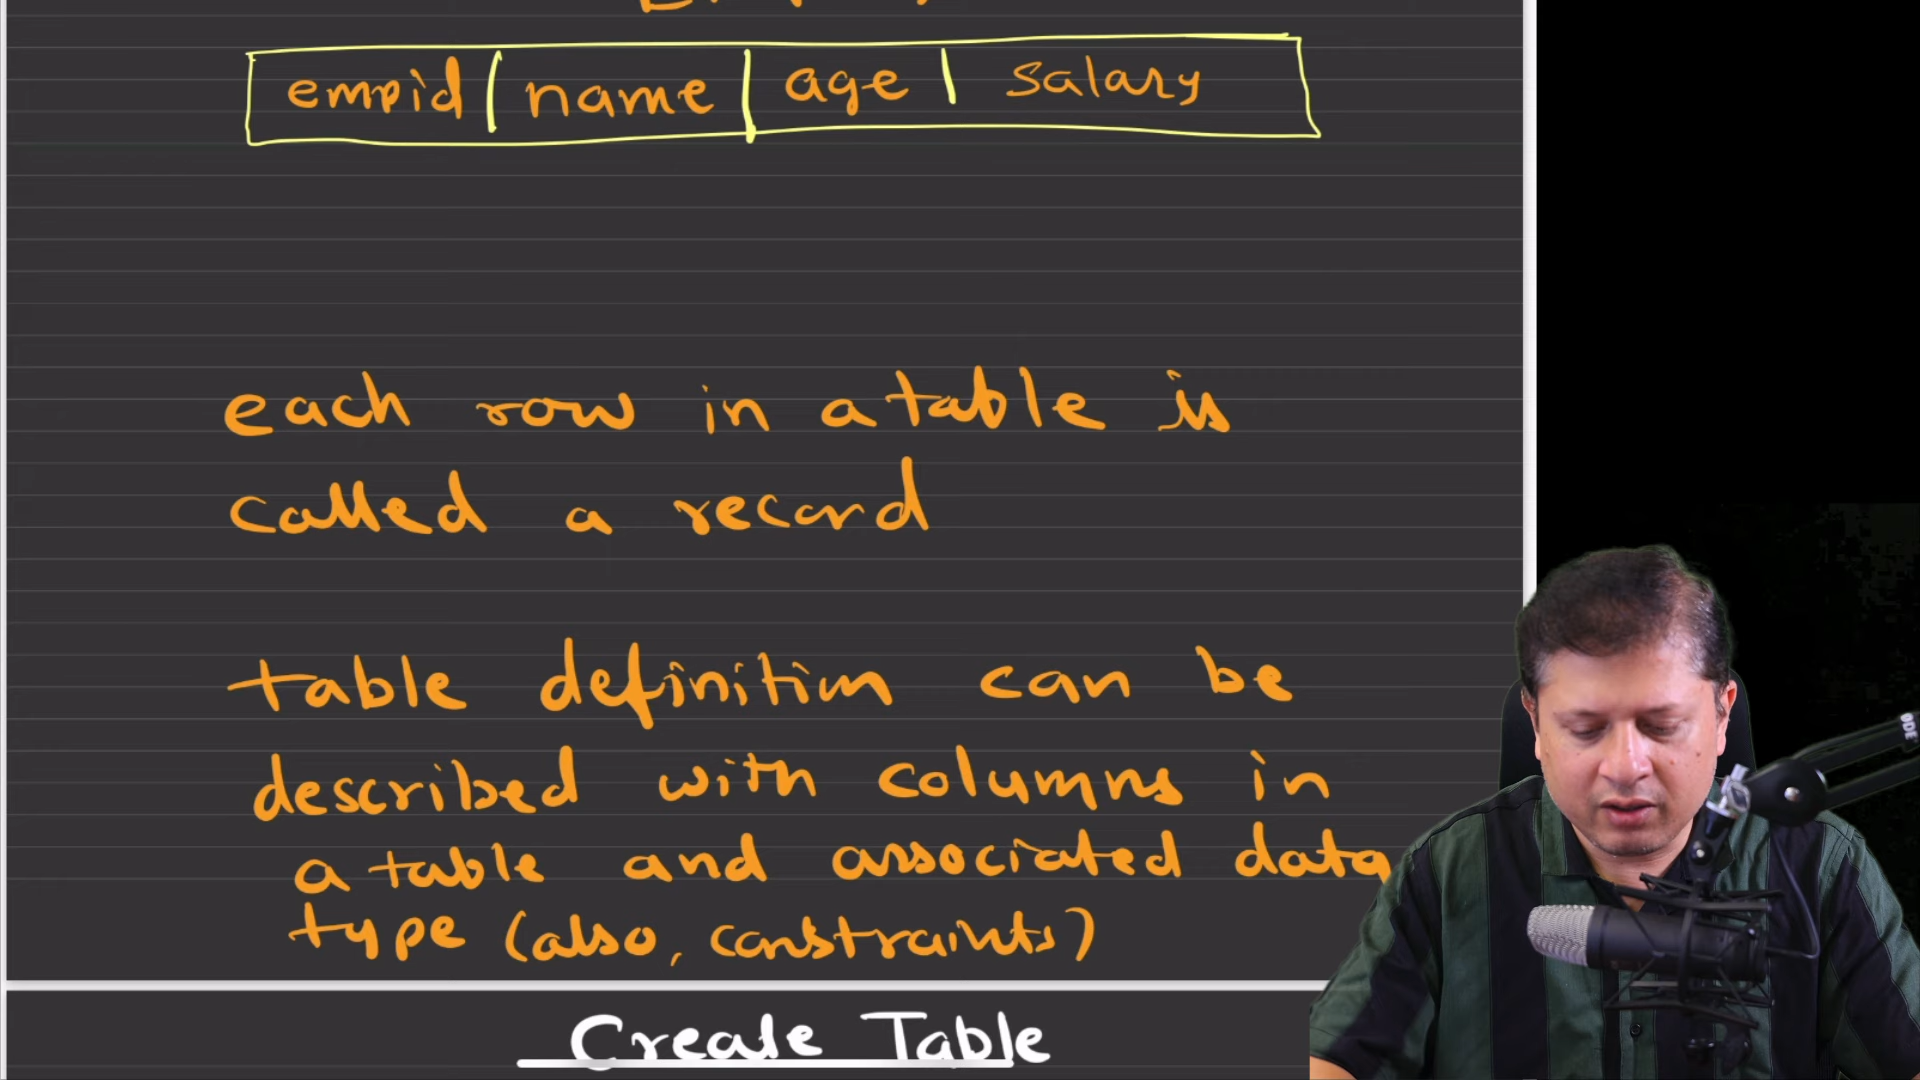 empid | name | age | salary
each row in a table is
called a record
table definition can be
described with columns in
a table and associated data
type (also, constraints)
Create Table